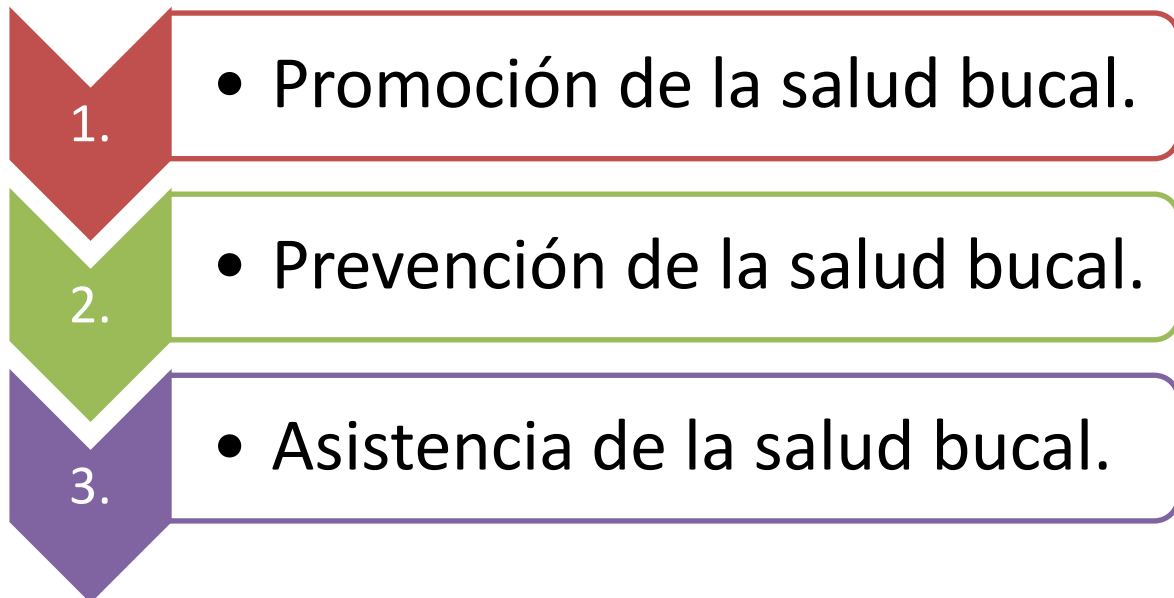 1.
• Promoción de la salud bucal.
2.
• Prevención de la salud bucal.
3.
• Asistencia de la salud bucal.